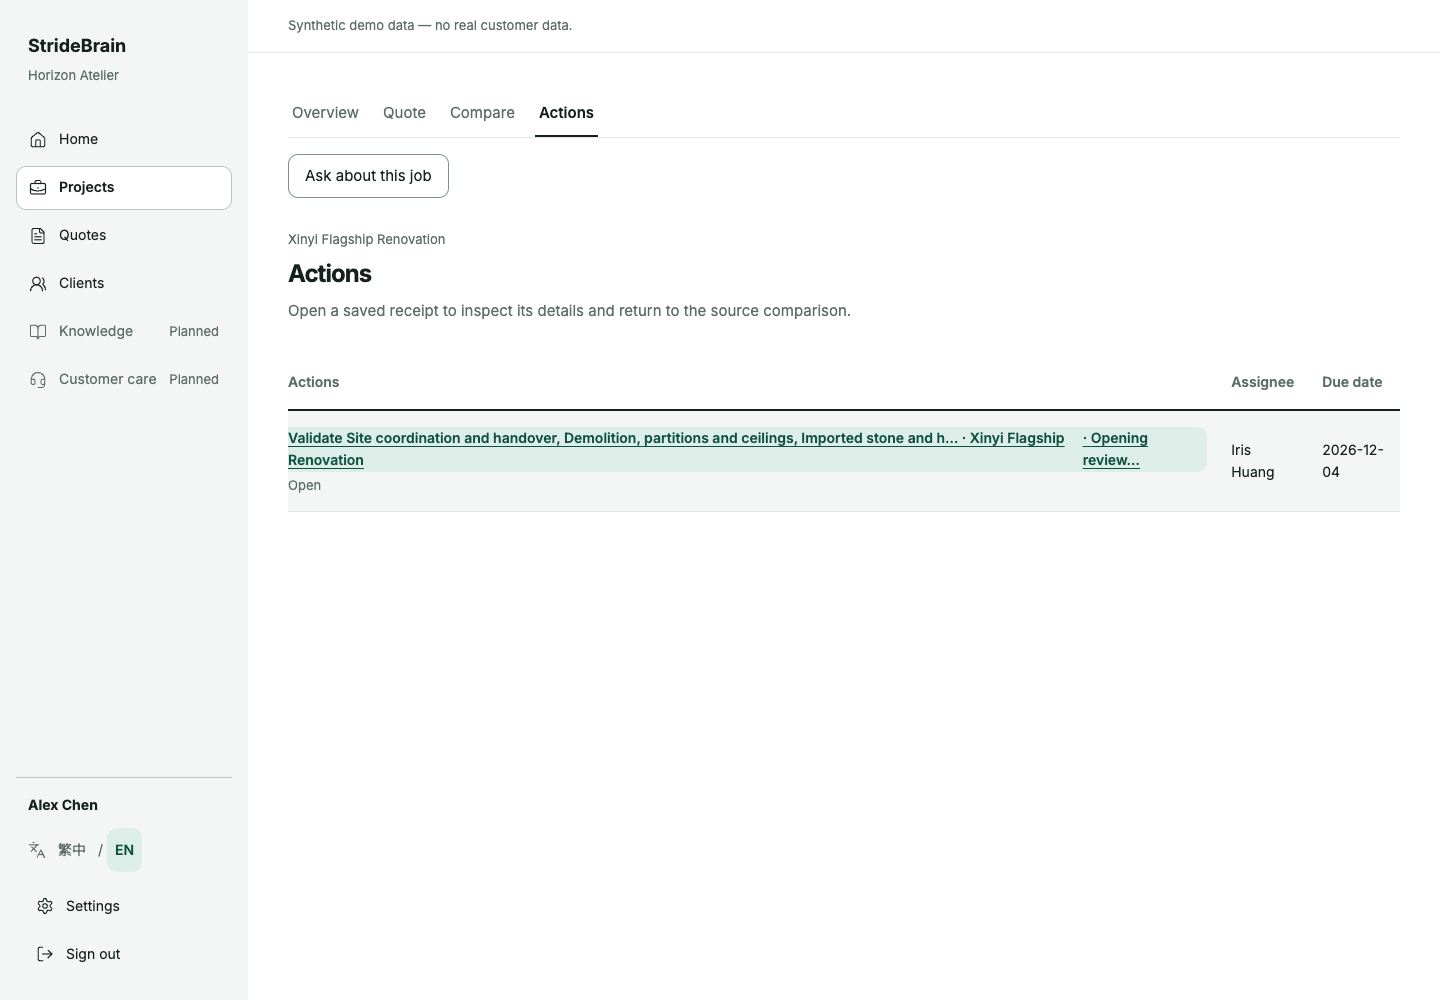 StrideBrain
Horizon Atelier
Home
Projects
Quotes
Clients
Knowledge Planned
Customer care Planned
Alex Chen
繁中 / EN
Settings
Sign out
Synthetic demo data — no real customer data.
Overview Quote Compare Actions
Ask about this job
Xinyi Flagship Renovation
Actions
Open a saved receipt to inspect its details and return to the source comparison.
Actions Assignee Due date
Validate Site coordination and handover, Demolition, partitions and ceilings, Imported stone and h… · Xinyi Flagship
Renovation
· Opening
review…
Open
Iris
Huang
2026-12-
04